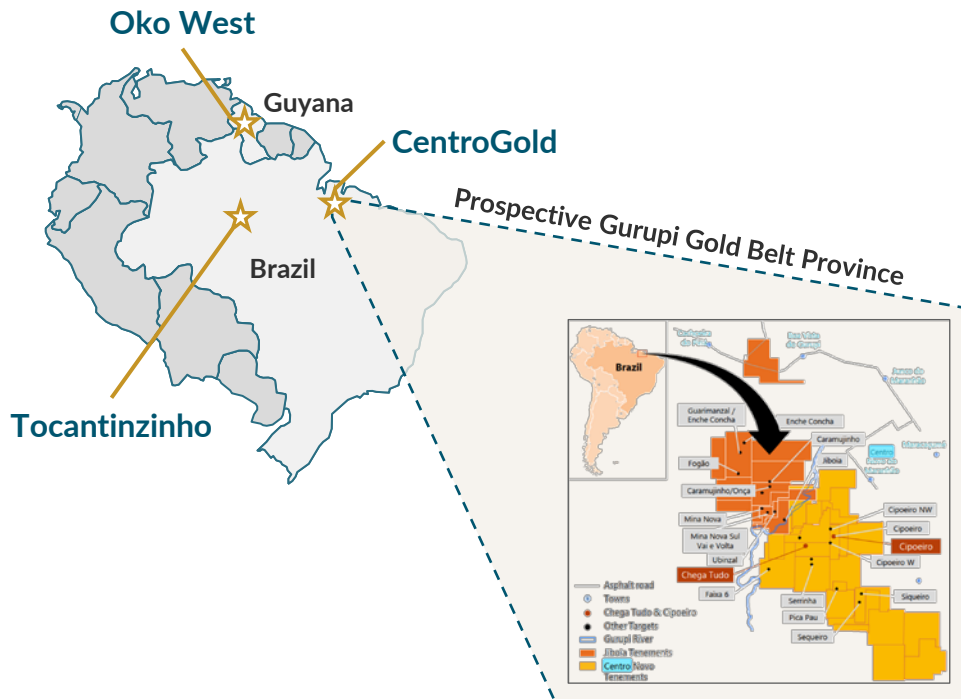 Oko West
Guyana
CentroGold
Prospective Gurupi Gold Belt Province
Brazil
Tocantinzinho
Brazil
Guarimanzal /
Enche Concha
Enche Concha
Caramujinho
Jiboia
Centro
Fogão
Caramujinho/Onça
Mina Nova
Mina Nova Sul
Vai e Volta
Ubinzal
Chega Tudo
Faixa 6
Cipoeiro NW
Cipoeiro
Cipoeiro
Cipoeiro W
Serrinha
Siqueiro
Pica Pau
Sequeiro
Asphalt road
Towns
Chega Tudo & Cipoeiro
Other Targets
Gurupi River
Jiboia Tenements
Centro Novo
Tenements